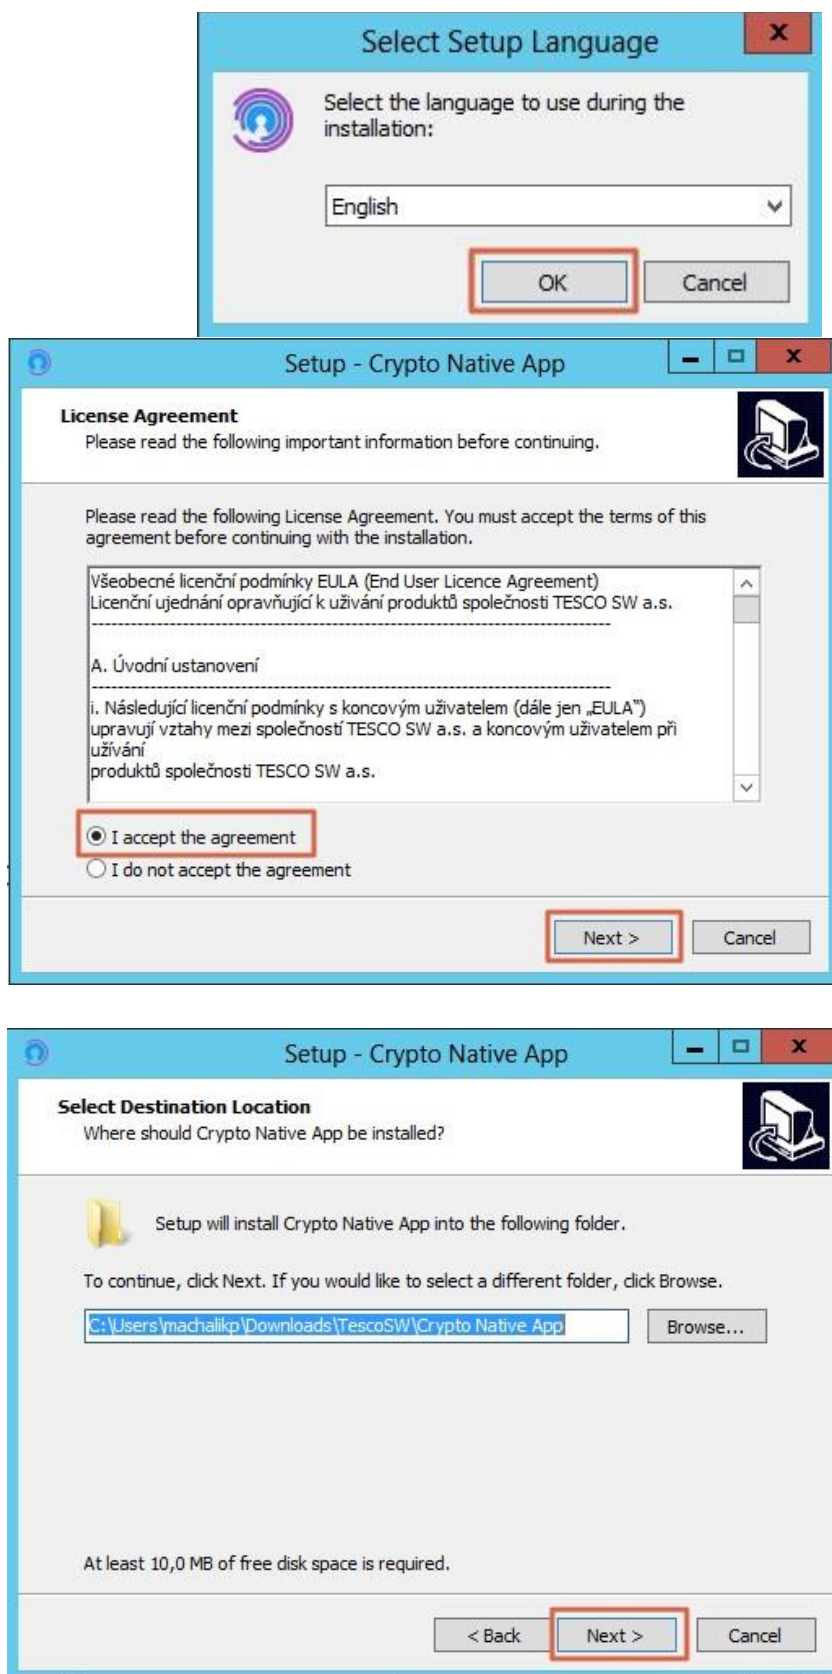 Select Setup Language
Select the language to use during the
installation:
English
OK
Cancel
Setup - Crypto Native App
License Agreement
Please read the following important information before continuing.
Please read the following License Agreement. You must accept the terms of this
agreement before continuing with the installation.
Všeobecné licenční podmínky EULA (End User Licence Agreement)
Licenční ujednání opravňující k užívání produktů společnosti TESCO SW a.s.
A. Úvodní ustanovení
i. Následující licenční podmínky s koncovým uživatelem (dále jen „EULA“)
upravují vztahy mezi společností TESCO SW a.s. a koncovým uživatelem při
užívání
produktů společnosti TESCO SW a.s.
I accept the agreement
I do not accept the agreement
Next >
Cancel
Setup - Crypto Native App
Select Destination Location
Where should Crypto Native App be installed?
Setup will install Crypto Native App into the following folder.
To continue, click Next. If you would like to select a different folder, click Browse.
C:\Users\machalikp\Downloads\TescoSW\Crypto Native App
Browse...
At least 10,0 MB of free disk space is required.
< Back
Next >
Cancel